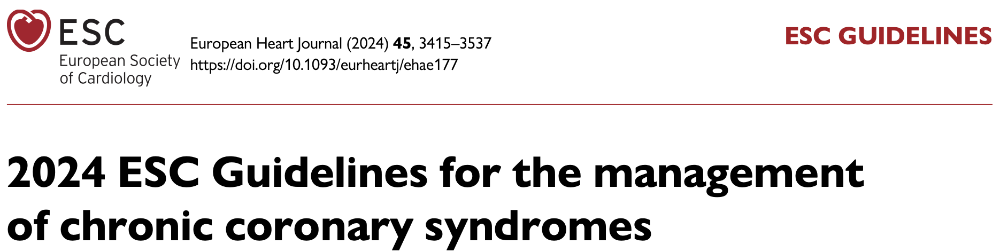 ESC
European Society
of Cardiology
European Heart Journal (2024) 45, 3415–3537
https://doi.org/10.1093/eurheartj/ehae177
ESC GUIDELINES
2024 ESC Guidelines for the management
of chronic coronary syndromes